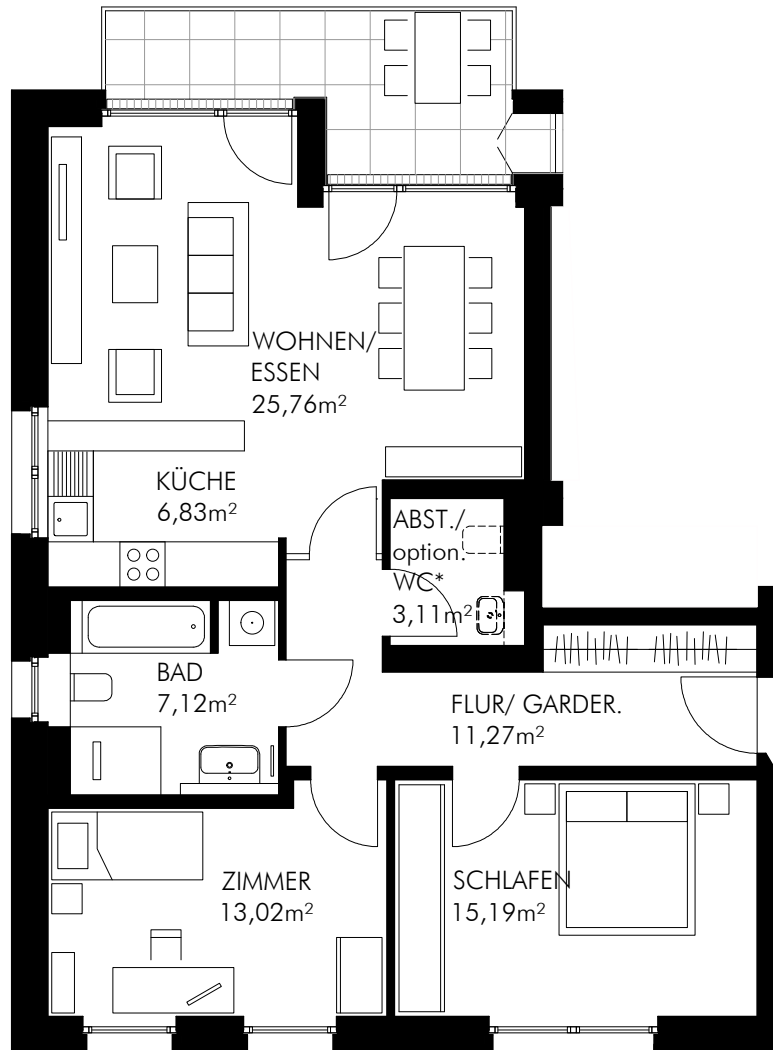 WOHNEN/
ESSEN
25,76m²
KÜCHE
6,83m²
ABST./
option.
WC*
3,11m²
BAD
7,12m²
FLUR/ GARDER.
11,27m²
ZIMMER
13,02m²
SCHLAFEN
15,19m²